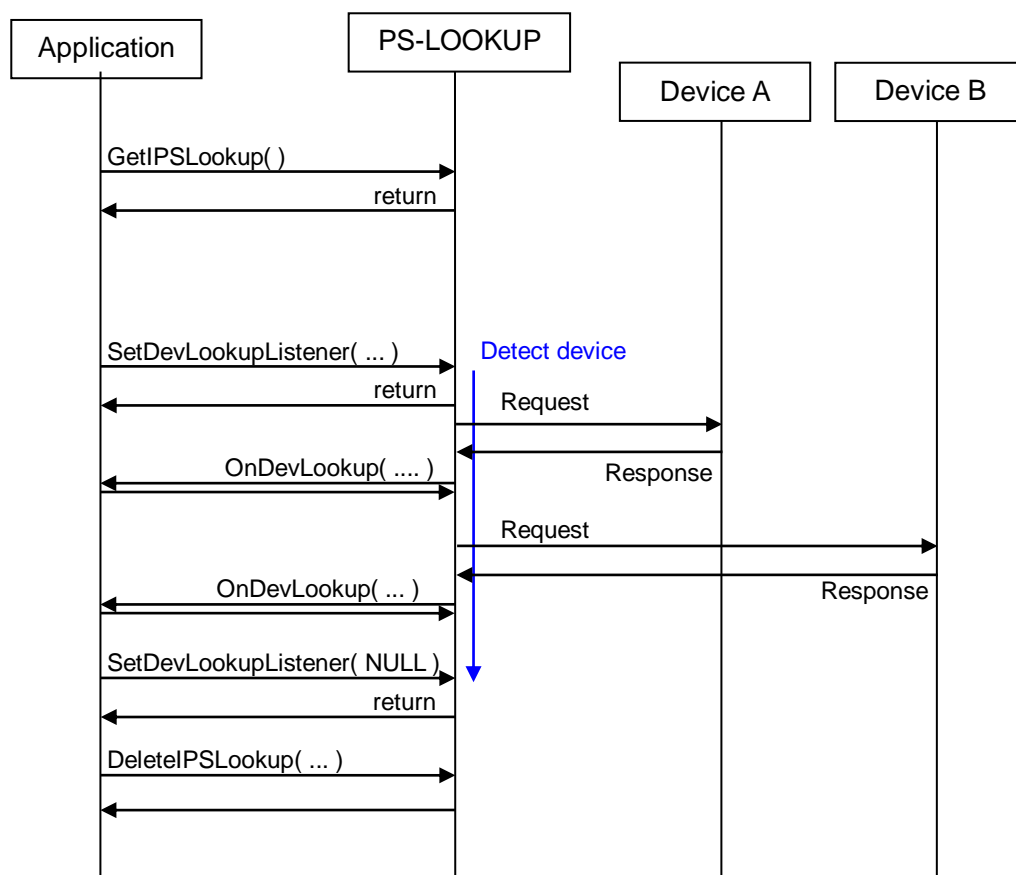 Application
PS-LOOKUP
Device A
Device B
GetIPSLookup( )
return
SetDevLookupListener( ... )
Detect device
return
Request
OnDevLookup( .... )
Response
Request
OnDevLookup( ... )
Response
SetDevLookupListener( NULL )
return
DeleteIPSLookup( ... )